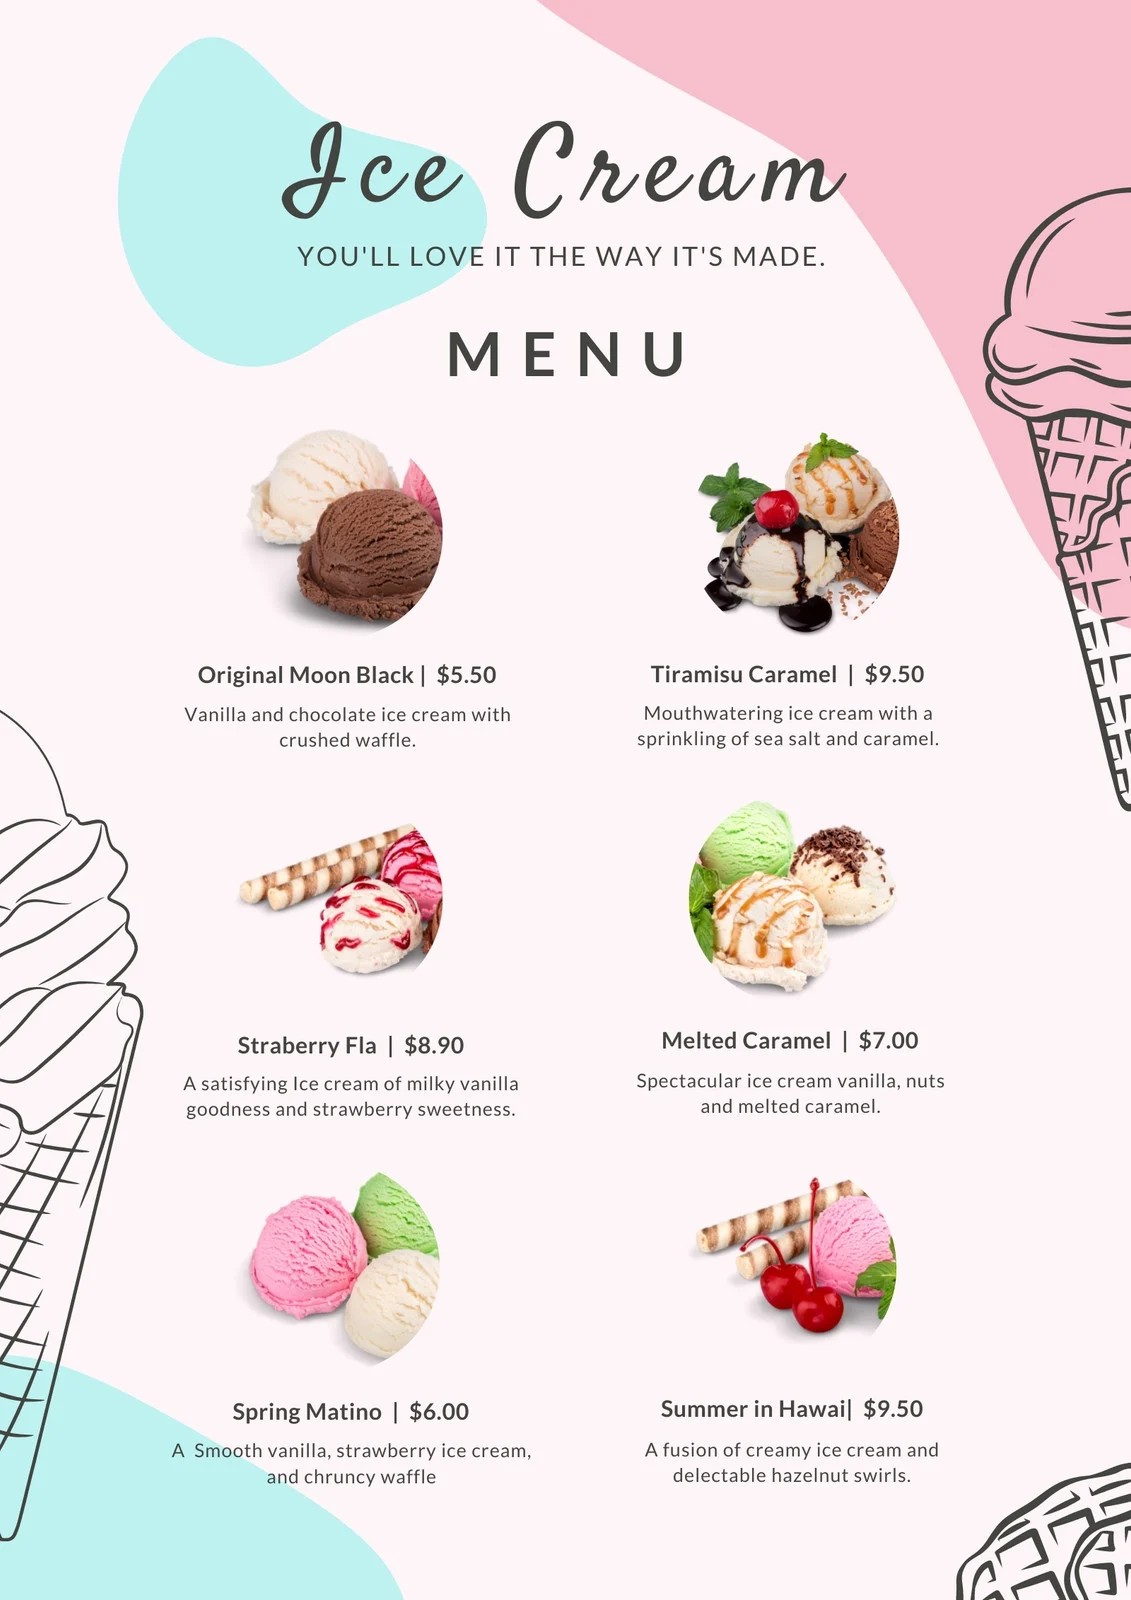 Ice Cream
YOU'LL LOVE IT THE WAY IT'S MADE.
MENU
Original Moon Black | $5.50
Vanilla and chocolate ice cream with
crushed waffle.
Tiramisu Caramel | $9.50
Mouthwatering ice cream with a
sprinkling of sea salt and caramel.
Straberry Fla | $8.90
A satisfying Ice cream of milky vanilla
goodness and strawberry sweetness.
Melted Caramel | $7.00
Spectacular ice cream vanilla, nuts
and melted caramel.
Spring Matino | $6.00
A Smooth vanilla, strawberry ice cream,
and chruncy waffle
Summer in Hawai| $9.50
A fusion of creamy ice cream and
delectable hazelnut swirls.